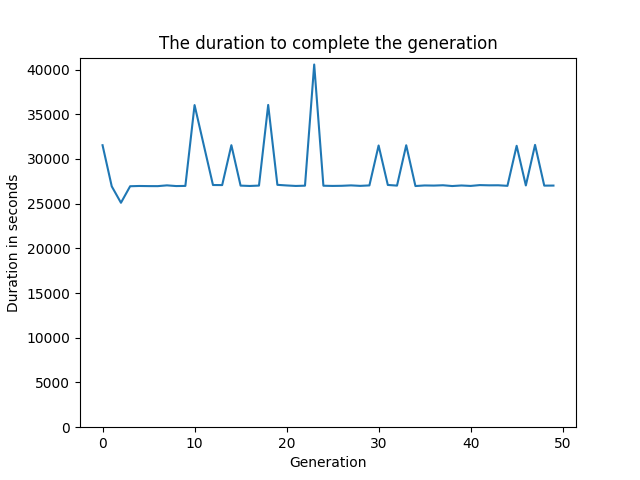 The duration to complete the generation
40000
35000
30000
25000
20000
15000
10000
5000
0
Duration in seconds
0 10 20 30 40 50
Generation